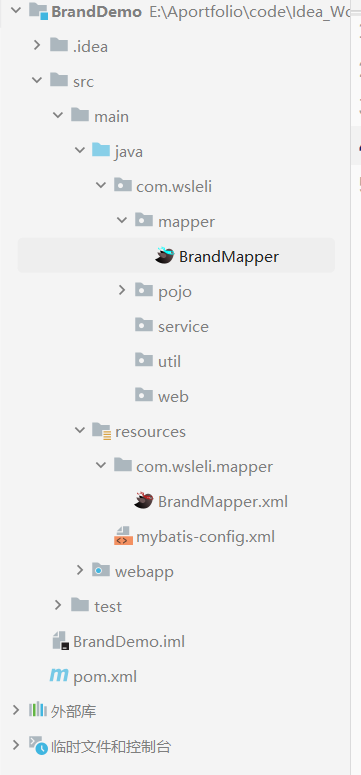 BrandDemo E:\Aportfolio\code\Idea_Wo
.idea
src
main
java
com.wsleli
mapper
BrandMapper
pojo
service
util
web
resources
com.wsleli.mapper
BrandMapper.xml
mybatis-config.xml
webapp
test
BrandDemo.iml
pom.xml
外部库
临时文件和控制台